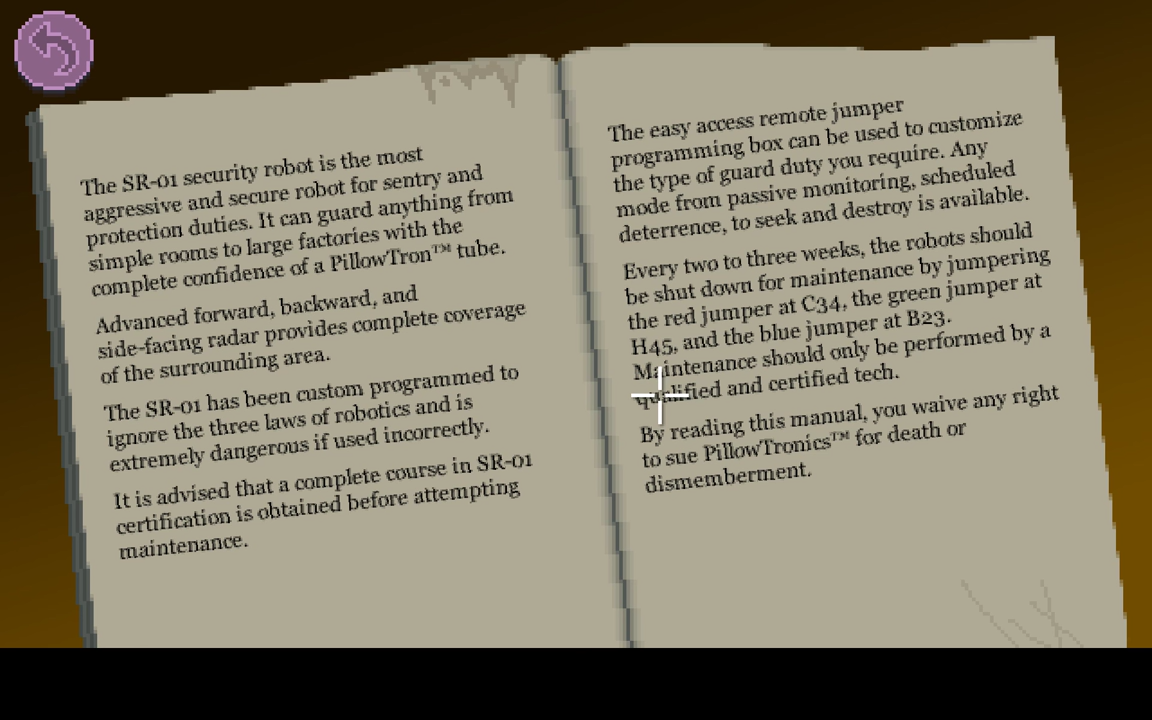 The SR-01 security robot is the most
aggressive and secure robot for sentry and
protection duties. It can guard anything from
simple rooms to large factories with the
complete confidence of a PillowTron™ tube.
Advanced forward, backward, and
side-facing radar provides complete coverage
of the surrounding area.
The SR-01 has been custom programmed to
ignore the three laws of robotics and is
extremely dangerous if used incorrectly.
It is advised that a complete course in SR-01
certification is obtained before attempting
maintenance.
The easy access remote jumper
programming box can be used to customize
the type of guard duty you require. Any
mode from passive monitoring, scheduled
deterrence, to seek and destroy is available.
Every two to three weeks, the robots should
be shut down for maintenance by jumpering
the red jumper at C34, the green jumper at
H45, and the blue jumper at B23.
Maintenance should only be performed by a
qualified and certified tech.
By reading this manual, you waive any right
to sue PillowTronics™ for death or
dismemberment.